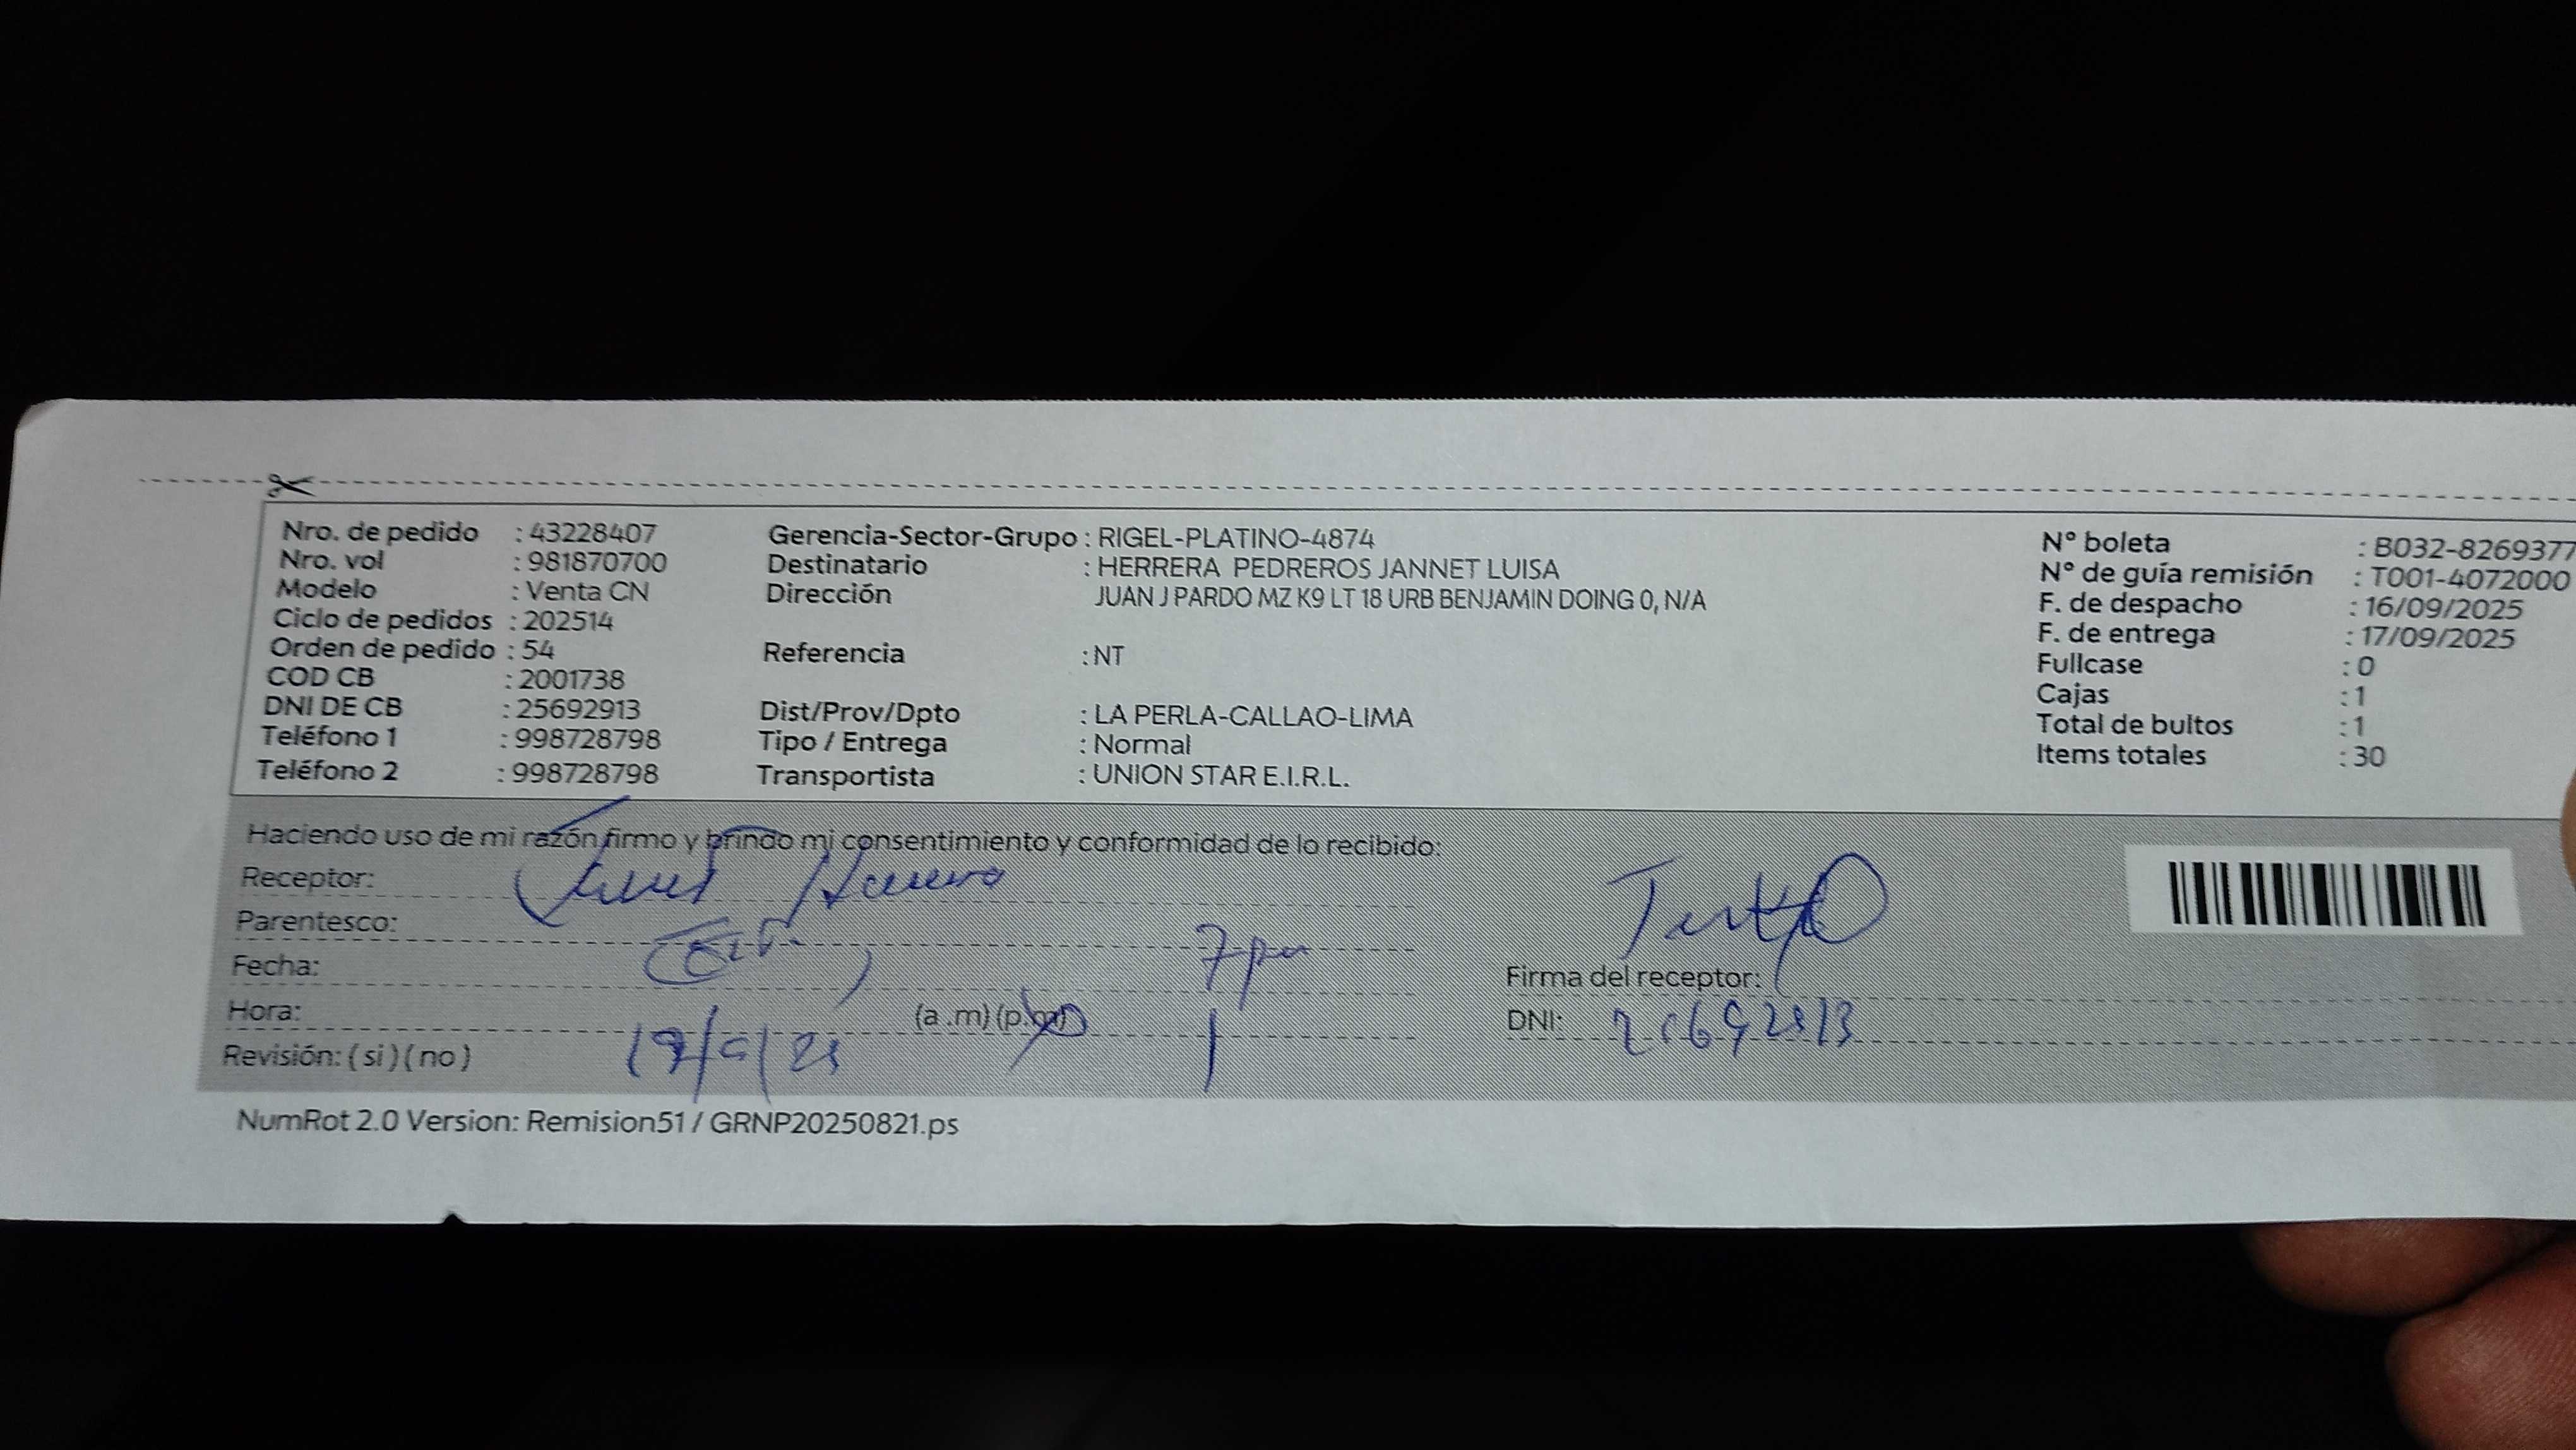 Nro. de pedido : 43228407 Gerencia-Sector-Grupo : RIGEL-PLATINO-4874 N° boleta : B032-8269377
Nro. vol : 981870700 Destinatario : HERRERA PEDREROS JANNET LUISA N° de guía remisión : T001-4072000
Modelo : Venta CN Dirección JUAN J PARDO MZ K9 LT 18 URB BENJAMIN DOING 0, N/A F. de despacho : 16/09/2025
Ciclo de pedidos : 202514 F. de entrega : 17/09/2025
Orden de pedido : 54 Referencia : NT Fullcase : 0
COD CB : 2001738 Cajas : 1
DNI DE CB : 25692913 Dist/Prov/Dpto : LA PERLA-CALLAO-LIMA Total de bultos : 1
Teléfono 1 : 998728798 Tipo / Entrega : Normal Items totales : 30
Teléfono 2 : 998728798 Transportista : UNION STAR E.I.R.L.
Haciendo uso de mi razón firmo y brindo mi consentimiento y conformidad de lo recibido:
Receptor:
Parentesco:
Fecha: 7 pm Firma del receptor:
Hora: (a .m) (p.m) DNI:
Revisión: ( si ) ( no )
NumRot 2.0 Version: Remision51 / GRNP20250821.ps